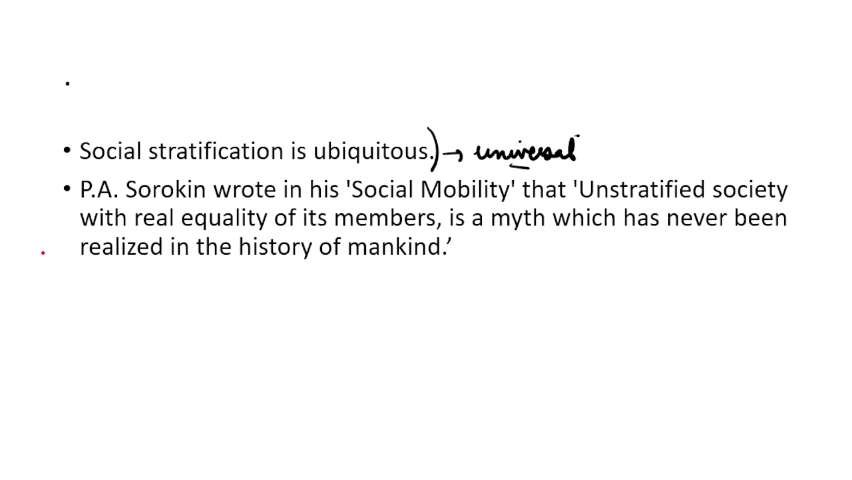 • Social stratification is ubiquitous.) → universal
• P.A. Sorokin wrote in his 'Social Mobility' that 'Unstratified society
with real equality of its members, is a myth which has never been
realized in the history of mankind.’